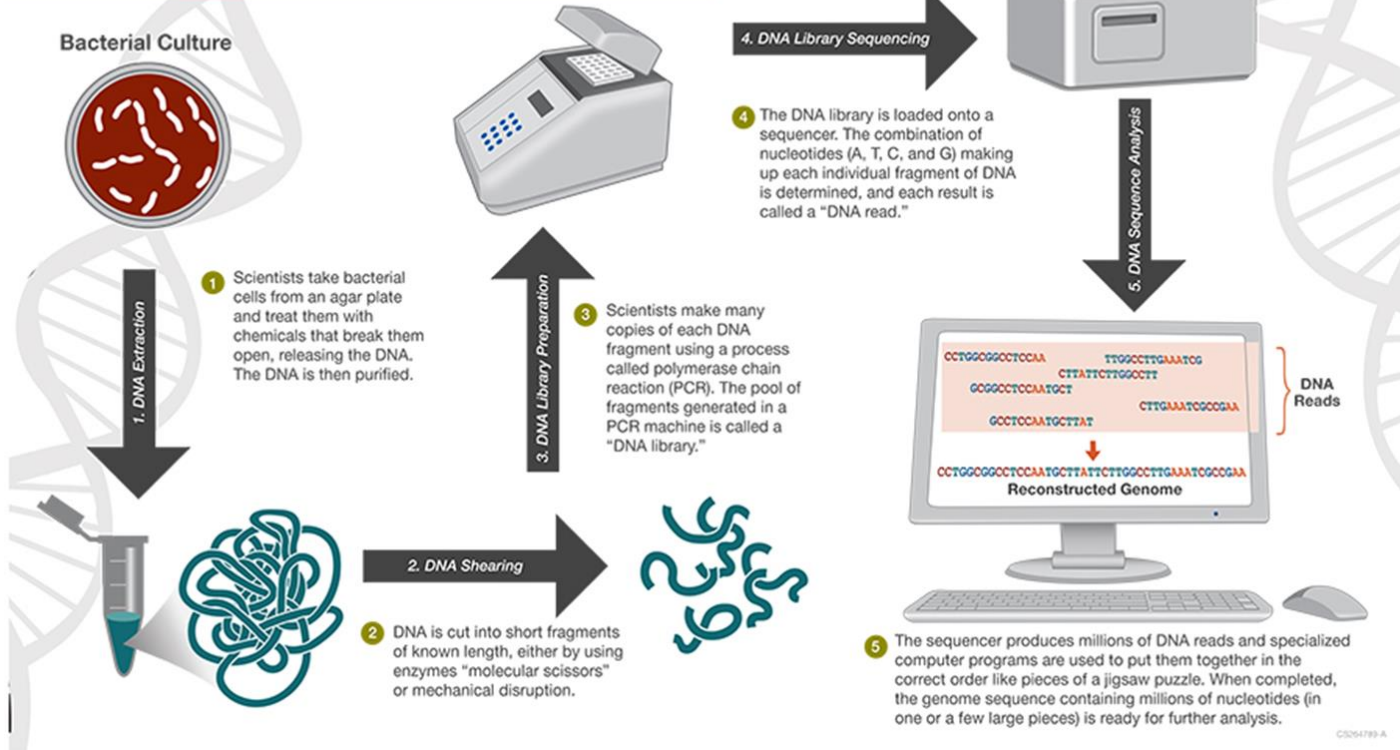 Bacterial Culture
1. DNA Extraction
1
Scientists take bacterial
cells from an agar plate
and treat them with
chemicals that break them
open, releasing the DNA.
The DNA is then purified.
2. DNA Shearing
2
DNA is cut into short fragments
of known length, either by using
enzymes “molecular scissors”
or mechanical disruption.
3. DNA Library Preparation
3
Scientists make many
copies of each DNA
fragment using a process
called polymerase chain
reaction (PCR). The pool of
fragments generated in a
PCR machine is called a
“DNA library.”
4. DNA Library Sequencing
4
The DNA library is loaded onto a
sequencer. The combination of
nucleotides (A, T, C, and G) making
up each individual fragment of DNA
is determined, and each result is
called a “DNA read.”
5. DNA Sequence Analysis
CCTGGCGGCCTCCAA
TTGGCCTTGAAATCG
CTTATTCTTGGCCTT
GCGGCCTCCAATGCT
CTTGAAATCGCCGAA
GCCTCCAATGCTTAT
DNA
Reads
CCTGGCGGCCTCCAATGCTTATTCTTGGCCTTGAAATCGCCGAA
Reconstructed Genome
5
The sequencer produces millions of DNA reads and specialized
computer programs are used to put them together in the
correct order like pieces of a jigsaw puzzle. When completed,
the genome sequence containing millions of nucleotides (in
one or a few large pieces) is ready for further analysis.
CS264789-A